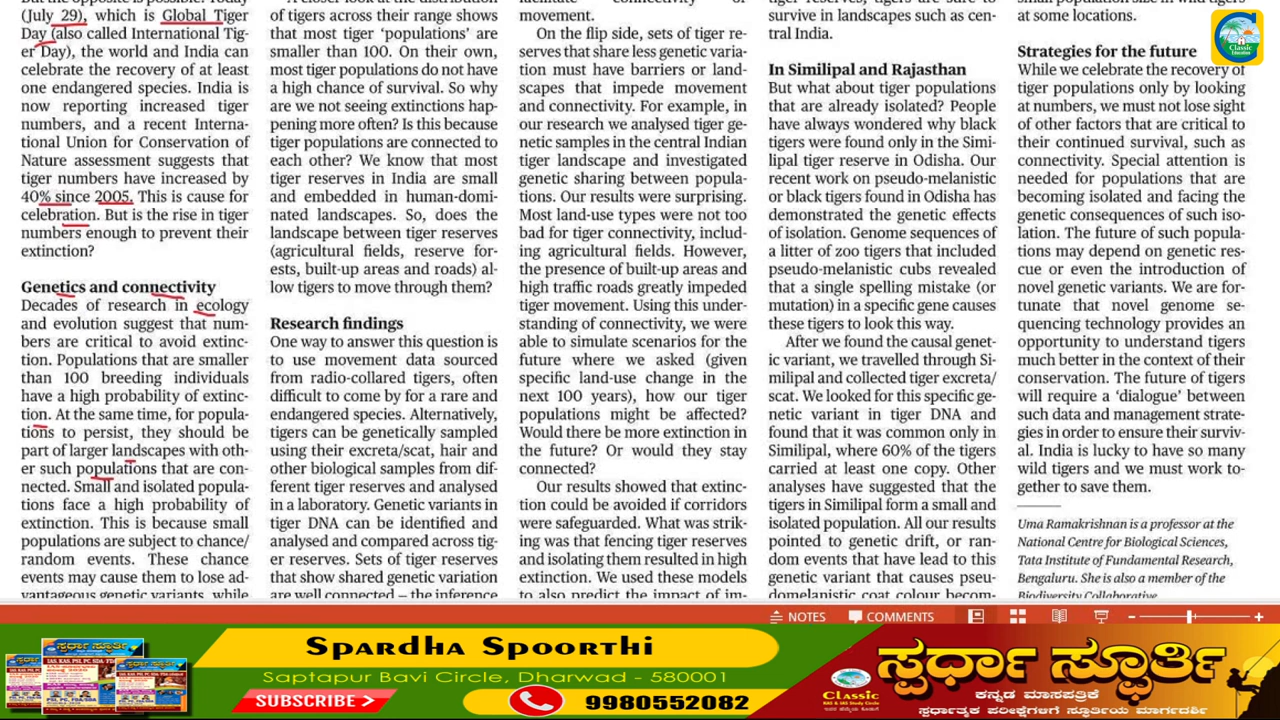 But the opposite is possible. Today
(July 29), which is Global Tiger
Day (also called International Tig-
er Day), the world and India can
celebrate the recovery of at least
one endangered species. India is
now reporting increased tiger
numbers, and a recent Interna-
tional Union for Conservation of
Nature assessment suggests that
tiger numbers have increased by
40% since 2005. This is cause for
celebration. But is the rise in tiger
numbers enough to prevent their
extinction?
Genetics and connectivity
Decades of research in ecology
and evolution suggest that num-
bers are critical to avoid extinc-
tion. Populations that are smaller
than 100 breeding individuals
have a high probability of extinc-
tion. At the same time, for popula-
tions to persist, they should be
part of larger landscapes with oth-
er such populations that are con-
nected. Small and isolated popula-
tions face a high probability of
extinction. This is because small
populations are subject to chance/
random events. These chance
events may cause them to lose ad-
vantageous genetic variants, while
A closer look at the distribution
of tigers across their range shows
that most tiger ‘populations’ are
smaller than 100. On their own,
most tiger populations do not have
a high chance of survival. So why
are we not seeing extinctions hap-
pening more often? Is this because
tiger populations are connected to
each other? We know that most
tiger reserves in India are small
and embedded in human-domi-
nated landscapes. So, does the
landscape between tiger reserves
(agricultural fields, reserve for-
ests, built-up areas and roads) al-
low tigers to move through them?
Research findings
One way to answer this question is
to use movement data sourced
from radio-collared tigers, often
difficult to come by for a rare and
endangered species. Alternatively,
tigers can be genetically sampled
using their excreta/scat, hair and
other biological samples from dif-
ferent tiger reserves and analysed
in a laboratory. Genetic variants in
tiger DNA can be identified and
analysed and compared across tig-
er reserves. Sets of tiger reserves
that show shared genetic variation
are well connected – the inference
facilitate connectivity or
movement.
On the flip side, sets of tiger re-
serves that share less genetic varia-
tion must have barriers or land-
scapes that impede movement
and connectivity. For example, in
our research we analysed tiger ge-
netic samples in the central Indian
tiger landscape and investigated
genetic sharing between popula-
tions. Our results were surprising.
Most land-use types were not too
bad for tiger connectivity, includ-
ing agricultural fields. However,
the presence of built-up areas and
high traffic roads greatly impeded
tiger movement. Using this under-
standing of connectivity, we were
able to simulate scenarios for the
future where we asked (given
specific land-use change in the
next 100 years), how our tiger
populations might be affected?
Would there be more extinction in
the future? Or would they stay
connected?
Our results showed that extinc-
tion could be avoided if corridors
were safeguarded. What was strik-
ing was that fencing tiger reserves
and isolating them resulted in high
extinction. We used these models
to also predict the impact of im-
tiger reserves, tigers are sure to
survive in landscapes such as cen-
tral India.
In Similipal and Rajasthan
But what about tiger populations
that are already isolated? People
have always wondered why black
tigers were found only in the Simi-
lipal tiger reserve in Odisha. Our
recent work on pseudo-melanistic
or black tigers found in Odisha has
demonstrated the genetic effects
of isolation. Genome sequences of
a litter of zoo tigers that included
pseudo-melanistic cubs revealed
that a single spelling mistake (or
mutation) in a specific gene causes
these tigers to look this way.
After we found the causal genet-
ic variant, we travelled through Si-
milipal and collected tiger excreta/
scat. We looked for this specific ge-
netic variant in tiger DNA and
found that it was common only in
Similipal, where 60% of the tigers
carried at least one copy. Other
analyses have suggested that the
tigers in Similipal form a small and
isolated population. All our results
pointed to genetic drift, or ran-
dom events that have lead to this
genetic variant that causes pseu-
domelanistic coat colour becom-
small population size in wild tigers
at some locations.
Strategies for the future
While we celebrate the recovery of
tiger populations only by looking
at numbers, we must not lose sight
of other factors that are critical to
their continued survival, such as
connectivity. Special attention is
needed for populations that are
becoming isolated and facing the
genetic consequences of such iso-
lation. The future of such popula-
tions may depend on genetic res-
cue or even the introduction of
novel genetic variants. We are for-
tunate that novel genome se-
quencing technology provides an
opportunity to understand tigers
much better in the context of their
conservation. The future of tigers
will require a ‘dialogue’ between
such data and management strate-
gies in order to ensure their surviv-
al. India is lucky to have so many
wild tigers and we must work to-
gether to save them.
Uma Ramakrishnan is a professor at the
National Centre for Biological Sciences,
Tata Institute of Fundamental Research,
Bengaluru. She is also a member of the
Biodiversity Collaborative
Classic
Education
NOTES COMMENTS
Spardha Spoorthi
Saptapur Bavi Circle, Dharwad - 580001
SUBSCRIBE 9980552082
Classic
ಸ್ಪರ್ಧಾ ಸ್ಫೂರ್ತಿ
ಕನ್ನಡ ಮಾಸಪತ್ರಿಕೆ
ಸ್ಪರ್ಧಾತ್ಮಕ ಪರೀಕ್ಷೆಗಳಿಗೆ ಸ್ಫೂರ್ತಿಯ ಮಾರ್ಗದರ್ಶಿ